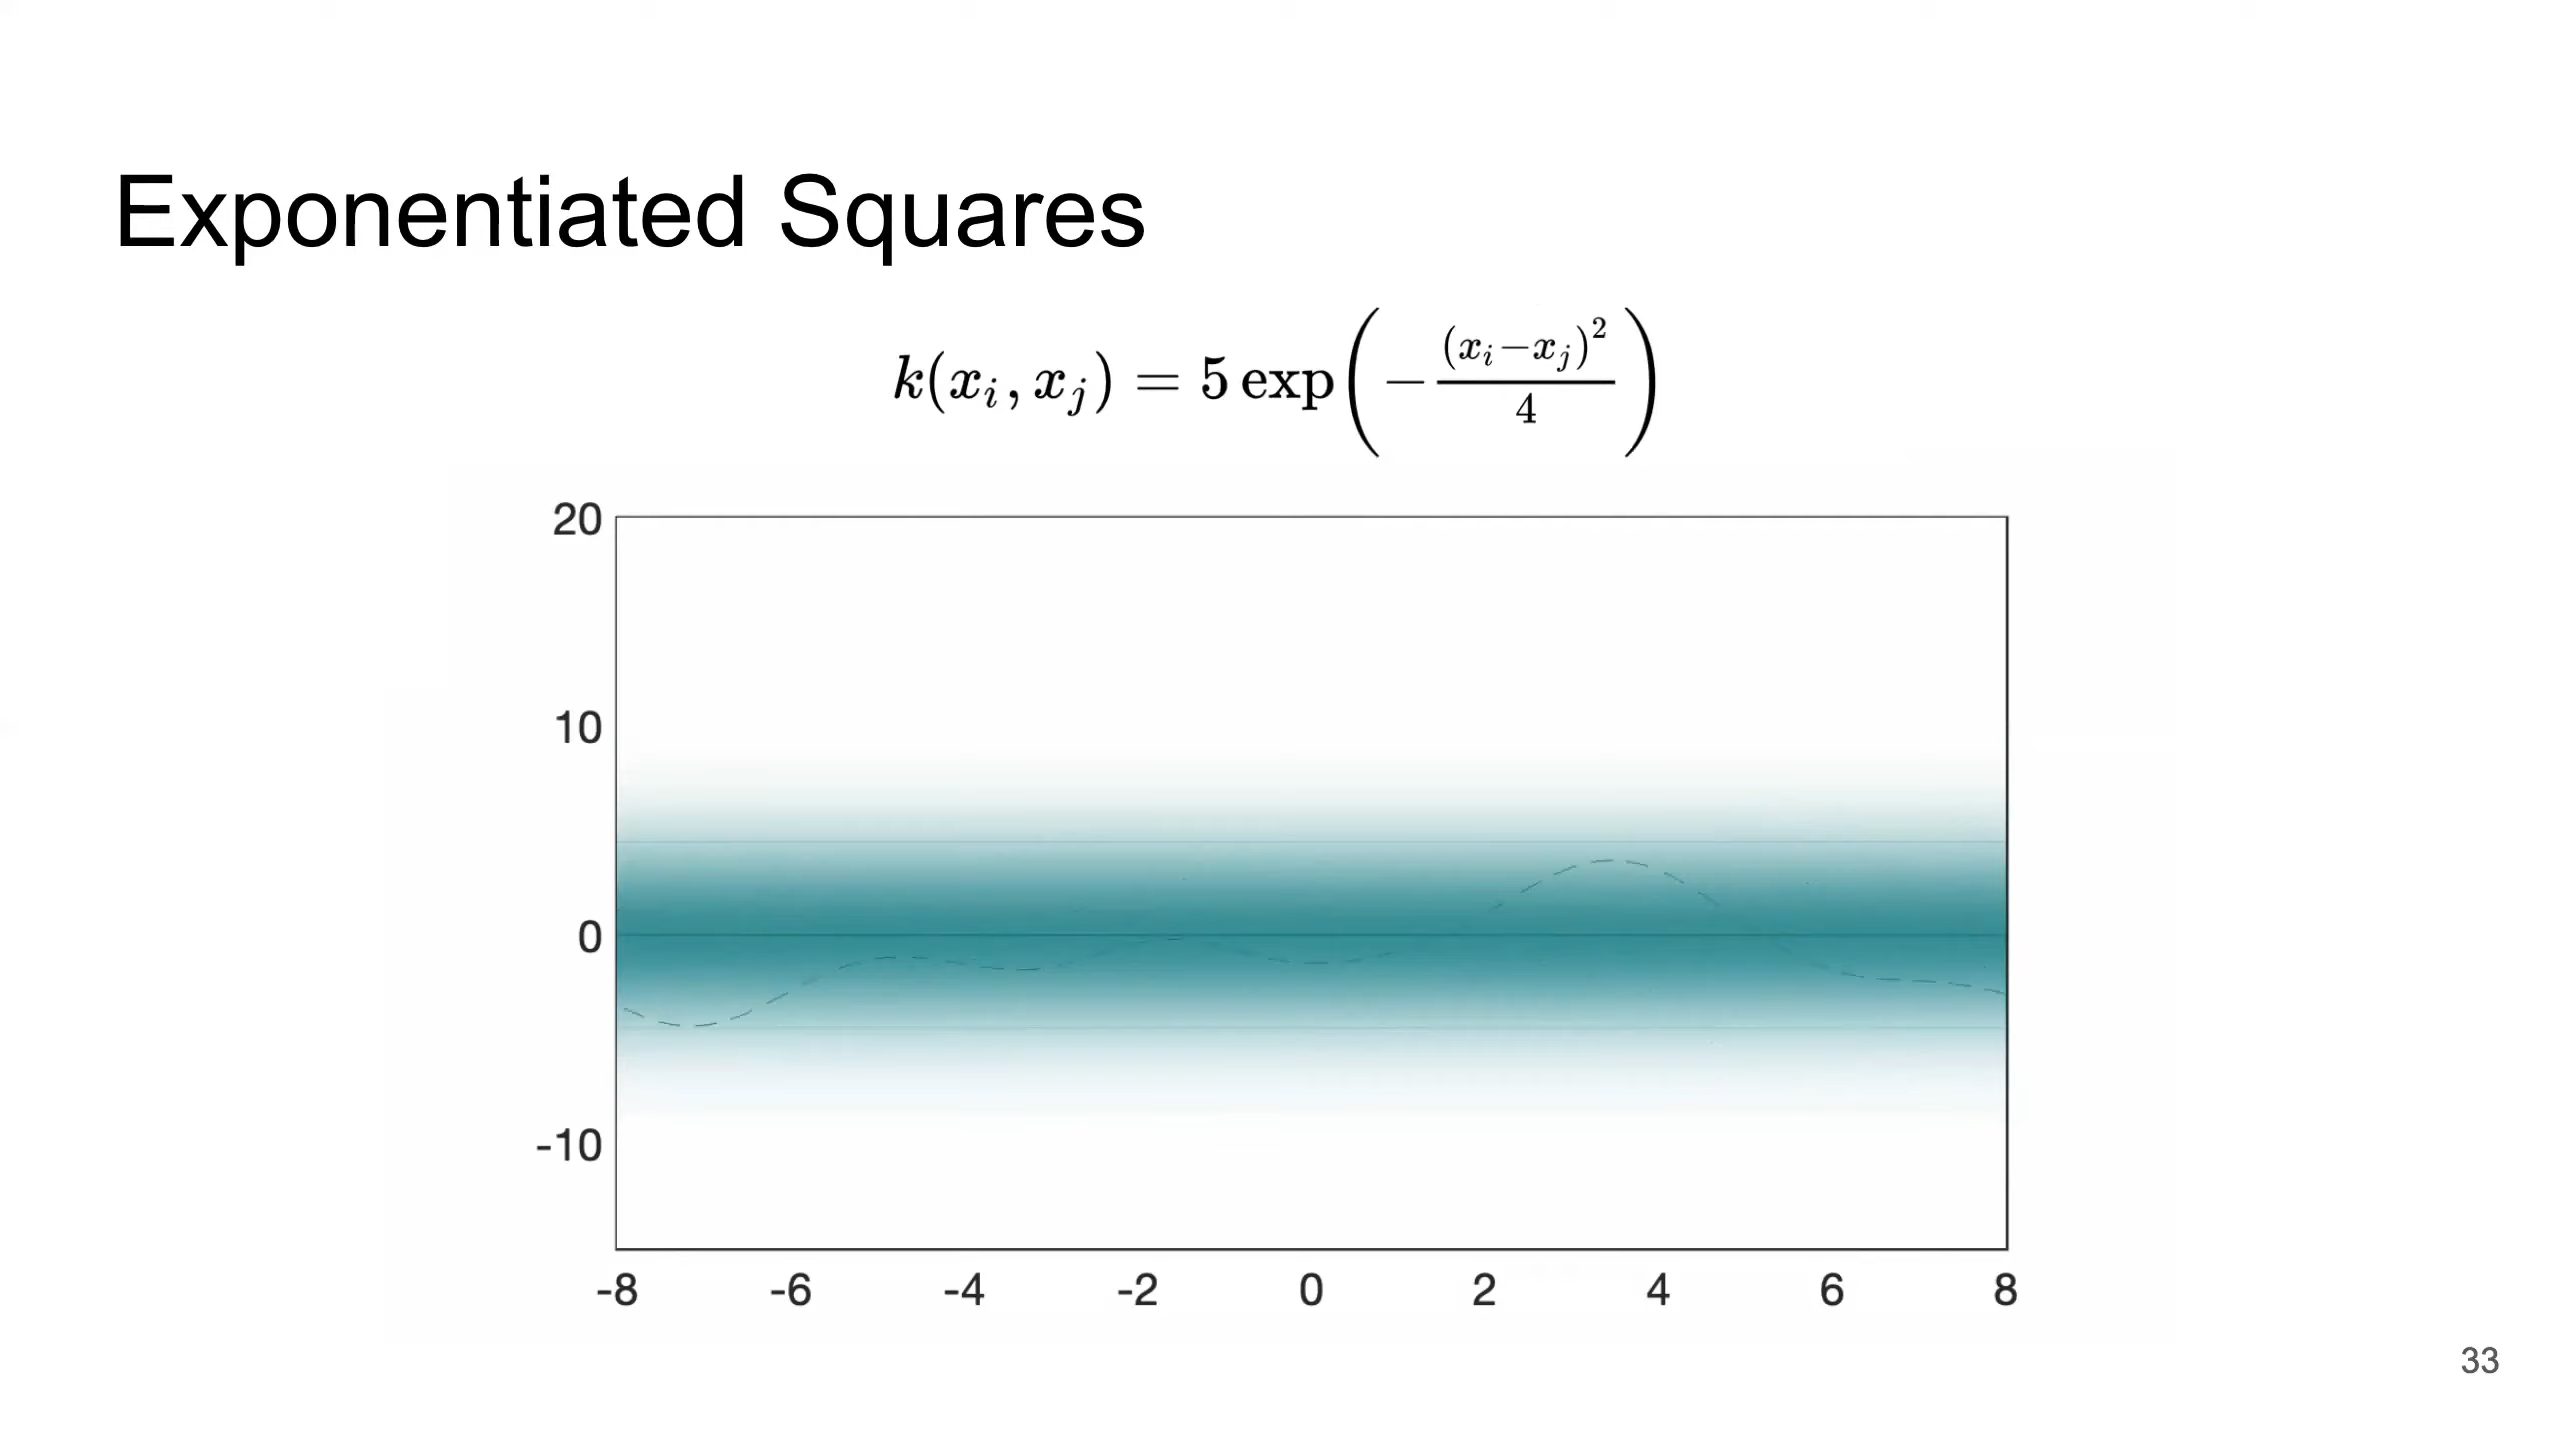 Exponentiated Squares
k(x_i, x_j) = 5 exp(−(x_i−x_j)^2/4)
20
10
0
-10
-8 -6 -4 -2 0 2 4 6 8
33